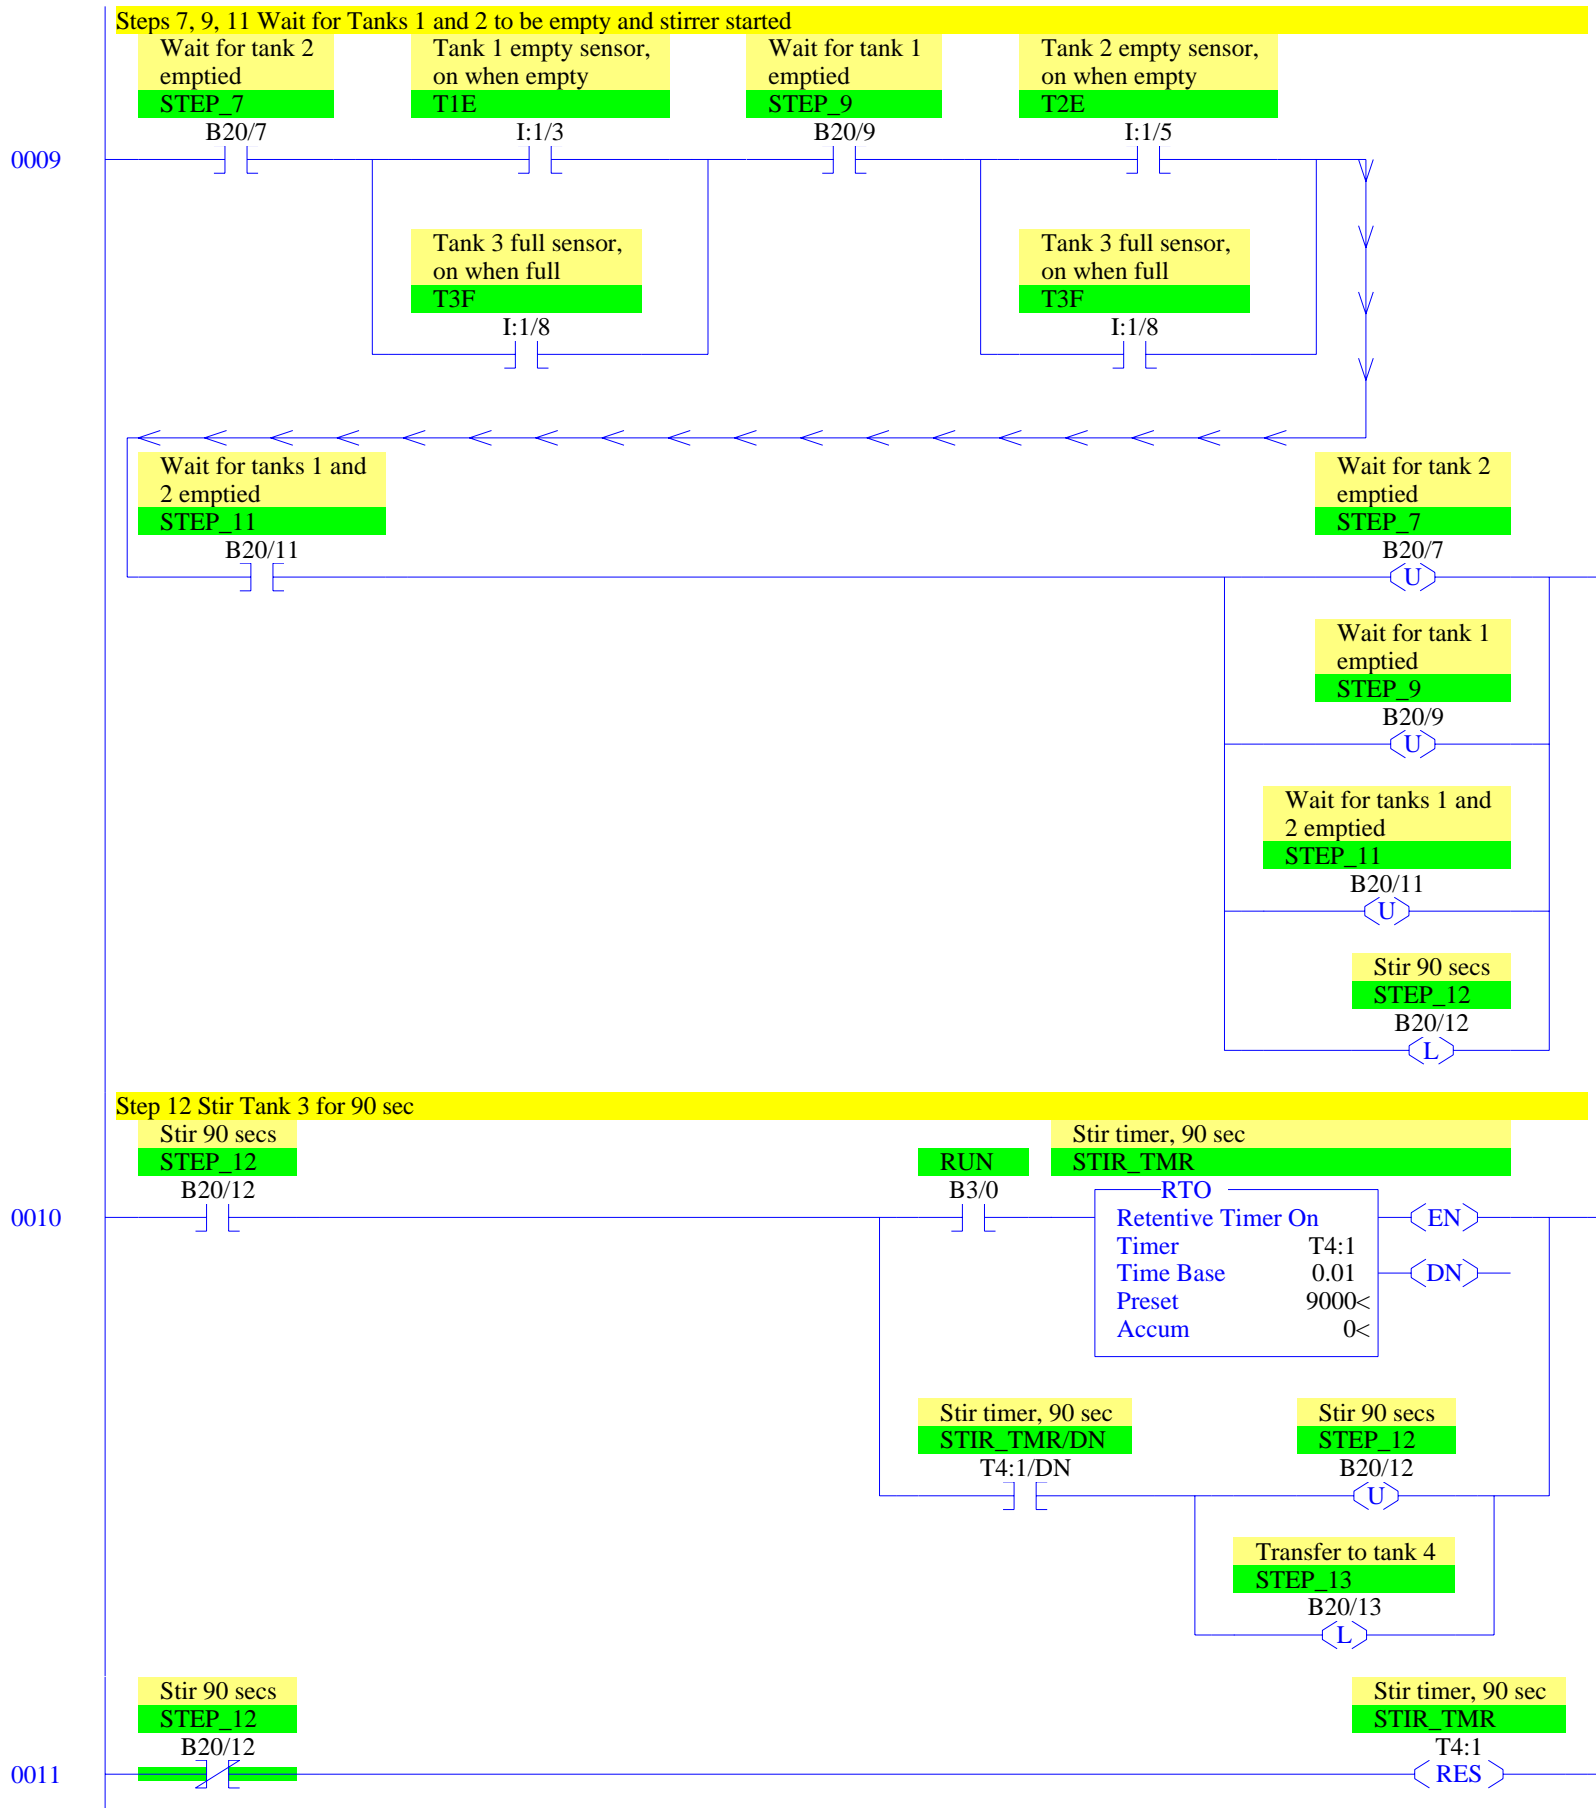 Steps 7, 9, 11 Wait for Tanks 1 and 2 to be empty and stirrer started
Wait for tank 2
emptied
STEP_7
B20/7
Tank 1 empty sensor,
on when empty
T1E
I:1/3
Wait for tank 1
emptied
STEP_9
B20/9
Tank 2 empty sensor,
on when empty
T2E
I:1/5
0009
Tank 3 full sensor,
on when full
T3F
I:1/8
Tank 3 full sensor,
on when full
T3F
I:1/8
Wait for tanks 1 and
2 emptied
STEP_11
B20/11
Wait for tank 2
emptied
STEP_7
B20/7
U
Wait for tank 1
emptied
STEP_9
B20/9
U
Wait for tanks 1 and
2 emptied
STEP_11
B20/11
U
Stir 90 secs
STEP_12
B20/12
L
Step 12 Stir Tank 3 for 90 sec
Stir 90 secs
STEP_12
B20/12
0010
RUN
B3/0
Stir timer, 90 sec
STIR_TMR
RTO
Retentive Timer On
Timer T4:1
Time Base 0.01
Preset 9000<
Accum 0<
EN
DN
Stir timer, 90 sec
STIR_TMR/DN
T4:1/DN
Stir 90 secs
STEP_12
B20/12
U
Transfer to tank 4
STEP_13
B20/13
L
Stir 90 secs
STEP_12
B20/12
0011
Stir timer, 90 sec
STIR_TMR
T4:1
RES